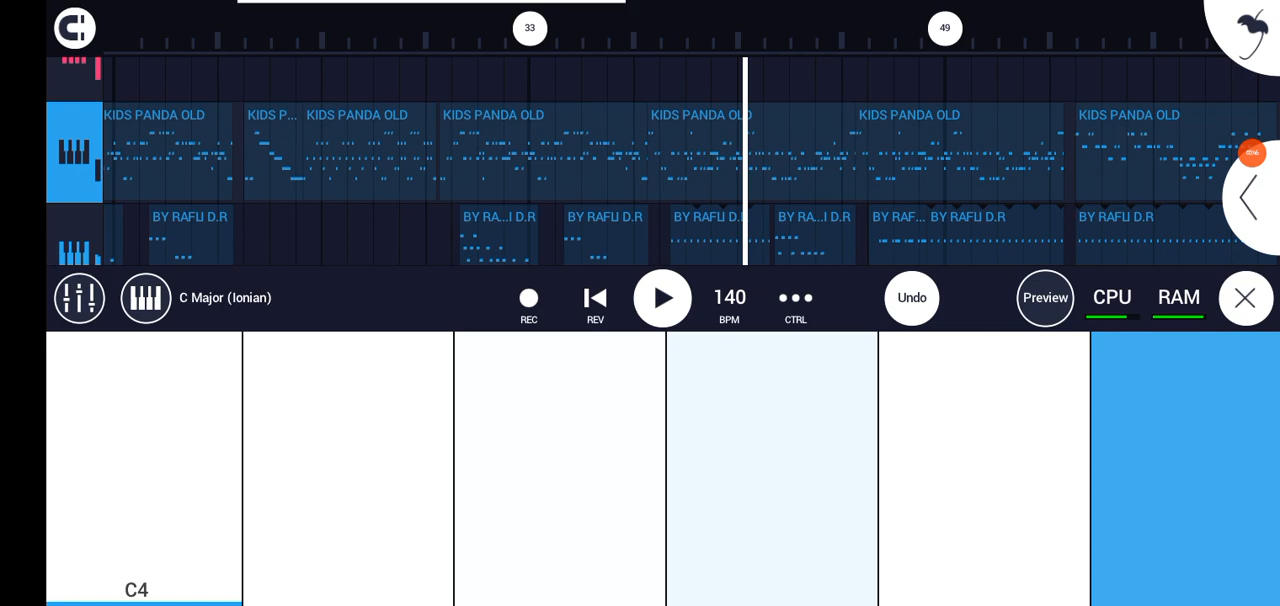 33
49
KIDS PANDA OLD
KIDS P...
KIDS PANDA OLD
KIDS PANDA OLD
KIDS PANDA OLD
KIDS PANDA OLD
KIDS PANDA OLD
BY RAFLI D.R
BY RA...I D.R
BY RAFLI D.R
BY RAFLI D.R
BY RA...I D.R
BY RAF...
BY RAFLI D.R
BY RAFLI D.R
C Major (Ionian)
REC
REV
140
BPM
CTRL
Undo
Preview
CPU
RAM
C4